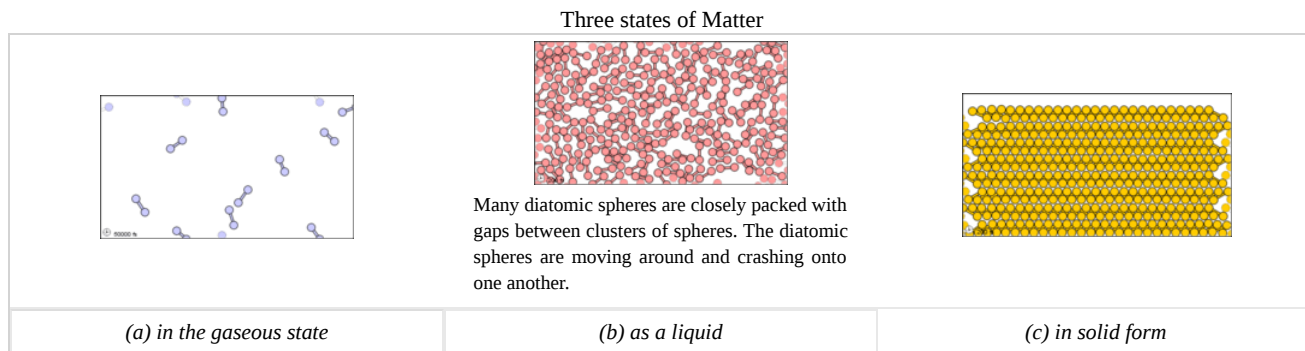 Three states of Matter
Many diatomic spheres are closely packed with
gaps between clusters of spheres. The diatomic
spheres are moving around and crashing onto
one another.
(a) in the gaseous state
(b) as a liquid
(c) in solid form